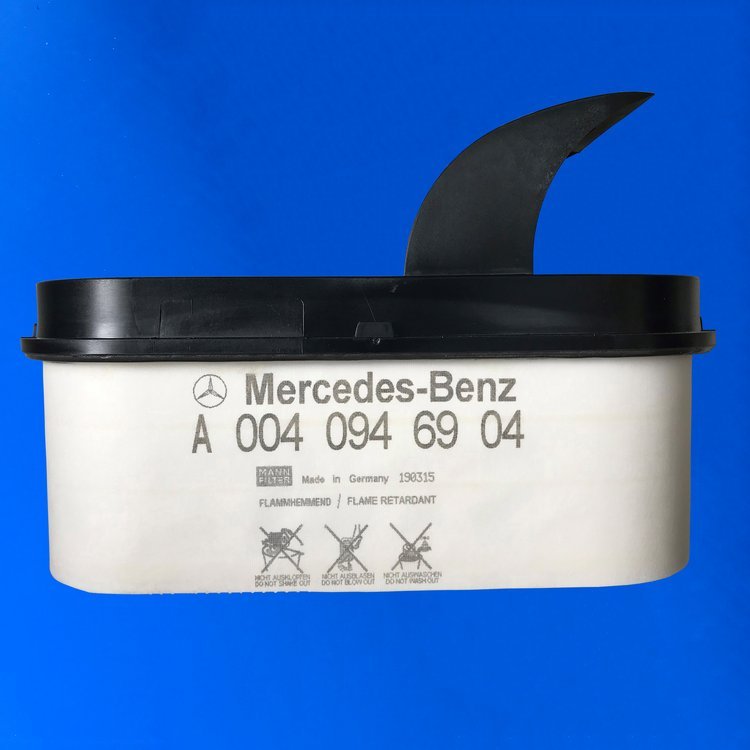 Mercedes-Benz
A 004 094 69 04
MANN FILTER Made in Germany 190315
FLAMMHEMMEND / FLAME RETARDANT
NICHT AUSKLOPFEN NICHT AUSBLASEN NICHT AUSWASCHEN
DO NOT SHAKE OUT DO NOT BLOW OUT DO NOT WASH OUT